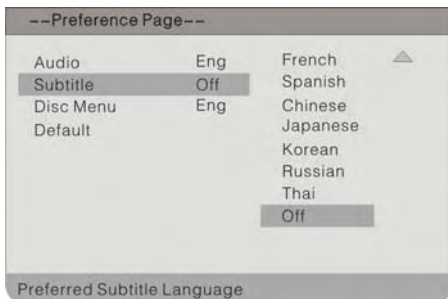 --Preference Page--
Audio Eng
Subtitle Off
Disc Menu Eng
Default
French
Spanish
Chinese
Japanese
Korean
Russian
Thai
Off
Preferred Subtitle Language